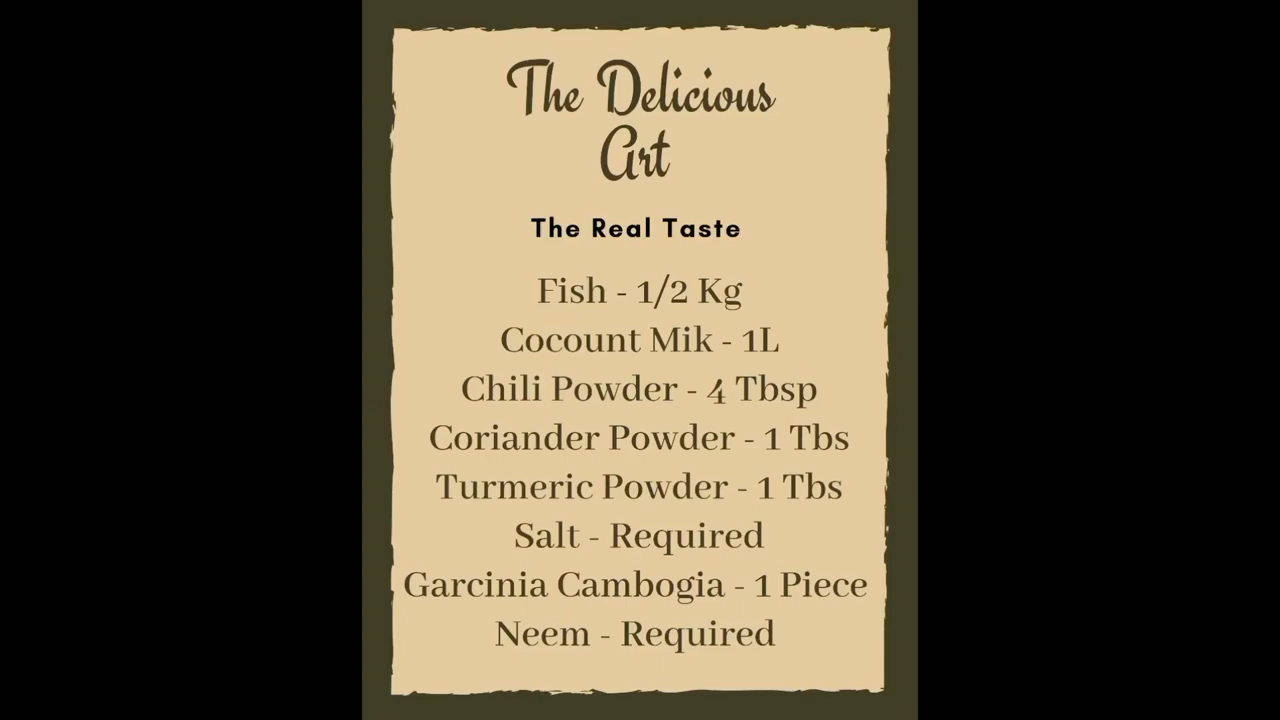 The Delicious
Art
The Real Taste
Fish - 1/2 Kg
Cocount Mik - 1L
Chili Powder - 4 Tbsp
Coriander Powder - 1 Tbs
Turmeric Powder - 1 Tbs
Salt - Required
Garcinia Cambogia - 1 Piece
Neem - Required